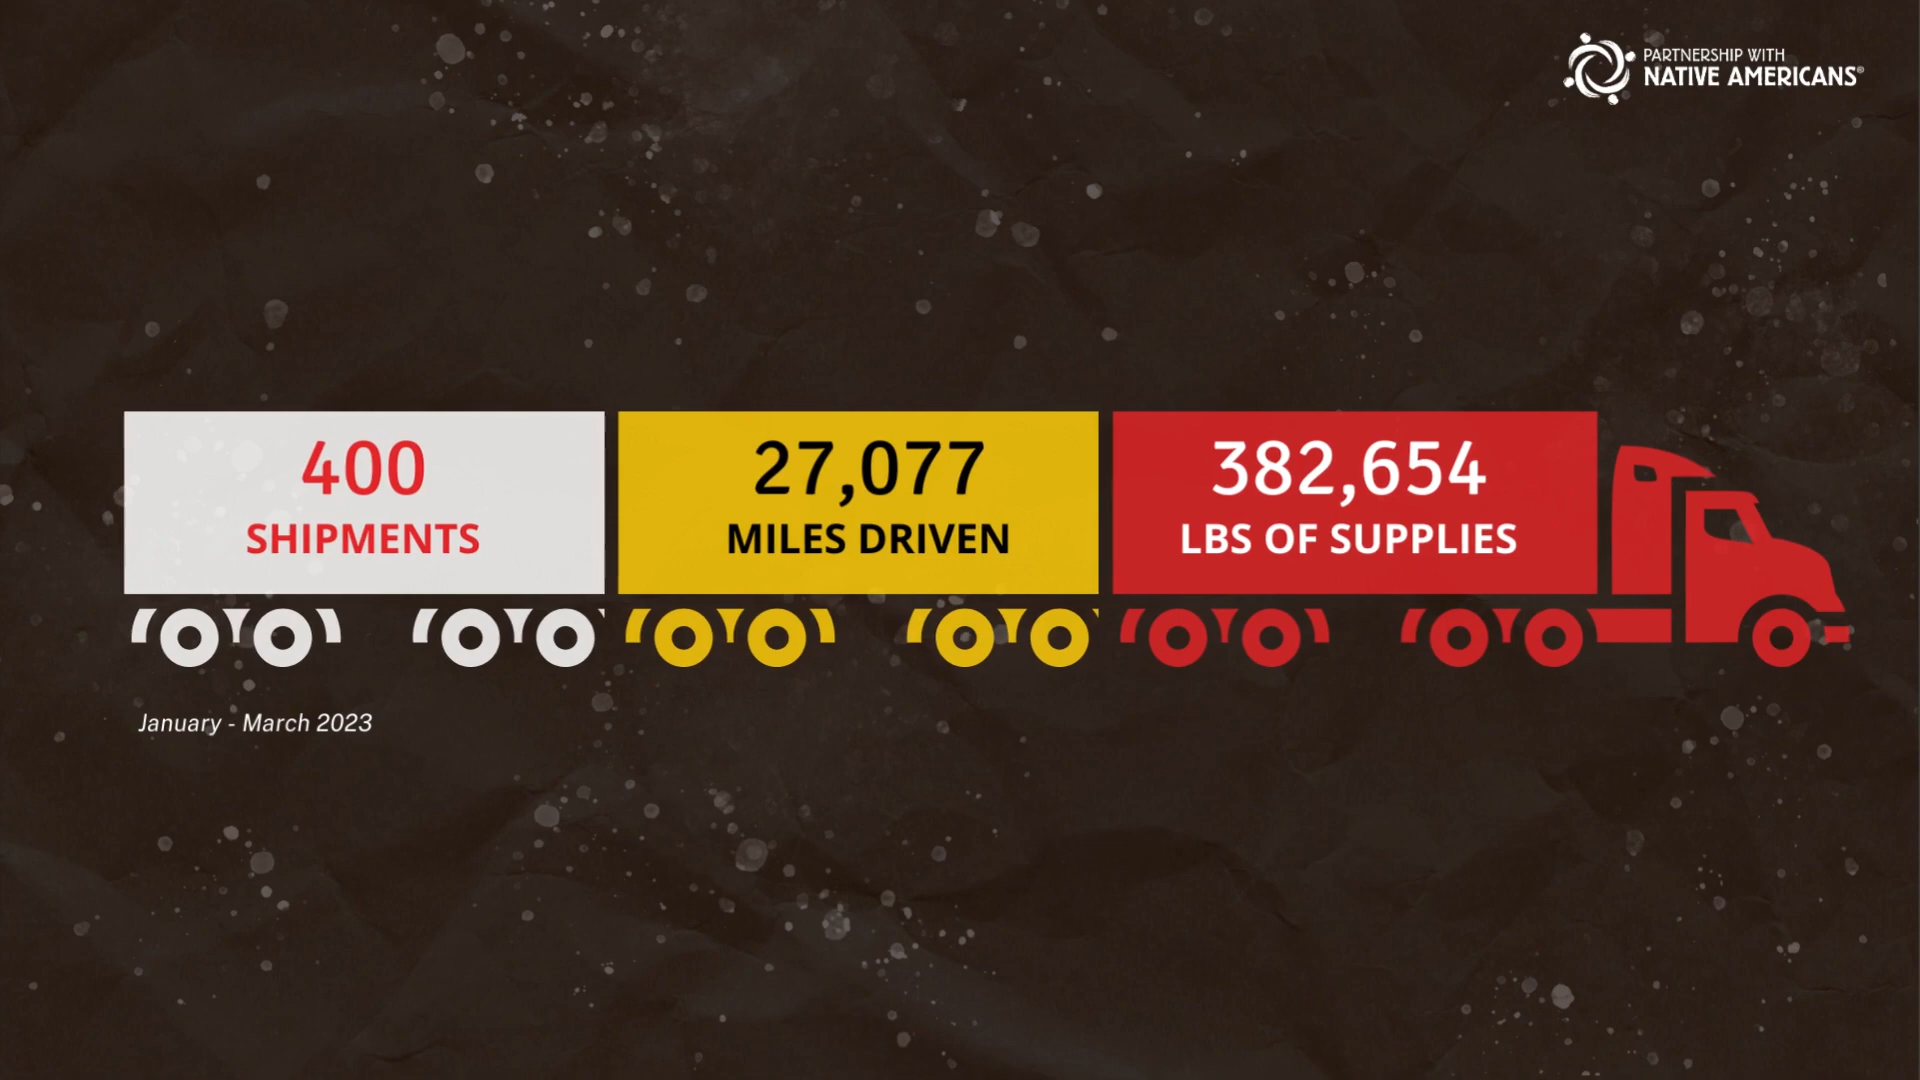 PARTNERSHIP WITH
NATIVE AMERICANS®
400
SHIPMENTS
27,077
MILES DRIVEN
382,654
LBS OF SUPPLIES
January - March 2023